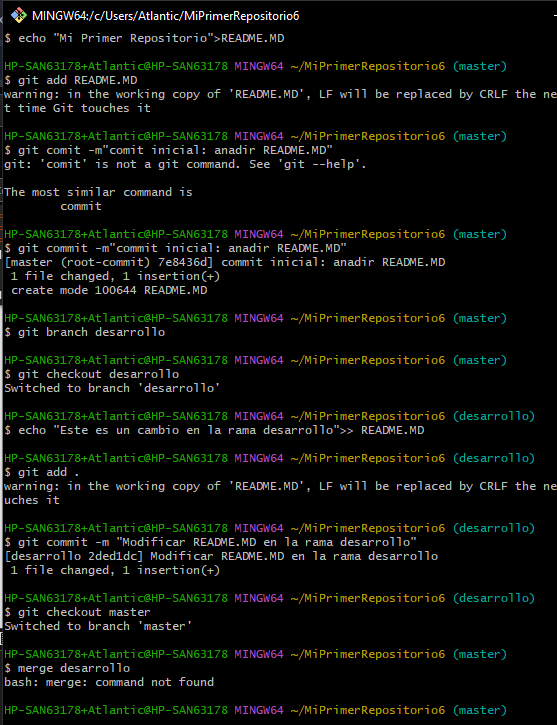 MINGW64:/c/Users/Atlantic/MiPrimerRepositorio6
$ echo "Mi Primer Repositorio">README.MD
HP-SAN63178+Atlantic@HP-SAN63178 MINGW64 ~/MiPrimerRepositorio6 (master)
$ git add README.MD
warning: in the working copy of 'README.MD', LF will be replaced by CRLF the ne
t time Git touches it
HP-SAN63178+Atlantic@HP-SAN63178 MINGW64 ~/MiPrimerRepositorio6 (master)
$ git comit -m"comit inicial: anadir README.MD"
git: 'comit' is not a git command. See 'git --help'.
The most similar command is
commit
HP-SAN63178+Atlantic@HP-SAN63178 MINGW64 ~/MiPrimerRepositorio6 (master)
$ git commit -m"commit inicial: anadir README.MD"
[master (root-commit) 7e8436d] commit inicial: anadir README.MD
1 file changed, 1 insertion(+)
create mode 100644 README.MD
HP-SAN63178+Atlantic@HP-SAN63178 MINGW64 ~/MiPrimerRepositorio6 (master)
$ git branch desarrollo
HP-SAN63178+Atlantic@HP-SAN63178 MINGW64 ~/MiPrimerRepositorio6 (master)
$ git checkout desarrollo
Switched to branch 'desarrollo'
HP-SAN63178+Atlantic@HP-SAN63178 MINGW64 ~/MiPrimerRepositorio6 (desarrollo)
$ echo "Este es un cambio en la rama desarrollo">> README.MD
HP-SAN63178+Atlantic@HP-SAN63178 MINGW64 ~/MiPrimerRepositorio6 (desarrollo)
$ git add .
warning: in the working copy of 'README.MD', LF will be replaced by CRLF the ne
uches it
HP-SAN63178+Atlantic@HP-SAN63178 MINGW64 ~/MiPrimerRepositorio6 (desarrollo)
$ git commit -m "Modificar README.MD en la rama desarrollo"
[desarrollo 2ded1dc] Modificar README.MD en la rama desarrollo
1 file changed, 1 insertion(+)
HP-SAN63178+Atlantic@HP-SAN63178 MINGW64 ~/MiPrimerRepositorio6 (desarrollo)
$ git checkout master
Switched to branch 'master'
HP-SAN63178+Atlantic@HP-SAN63178 MINGW64 ~/MiPrimerRepositorio6 (master)
$ merge desarrollo
bash: merge: command not found
HP-SAN63178+Atlantic@HP-SAN63178 MINGW64 ~/MiPrimerRepositorio6 (master)